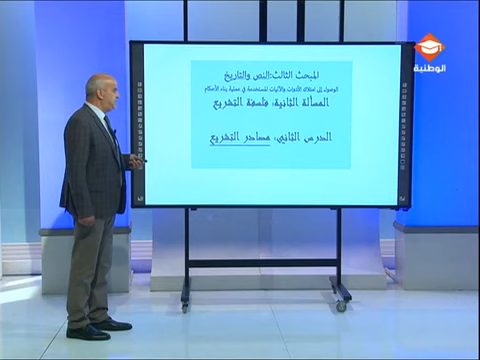 المبحث الثالث:النص والتاريخ
الوصول إلى امتلاك الأدوات والآليات المستخدمة في عملية بناء الأحكام
المسألة الثانية: فلسفة التشريع
الدرس الثاني: مصادر التشريع
الوطنية